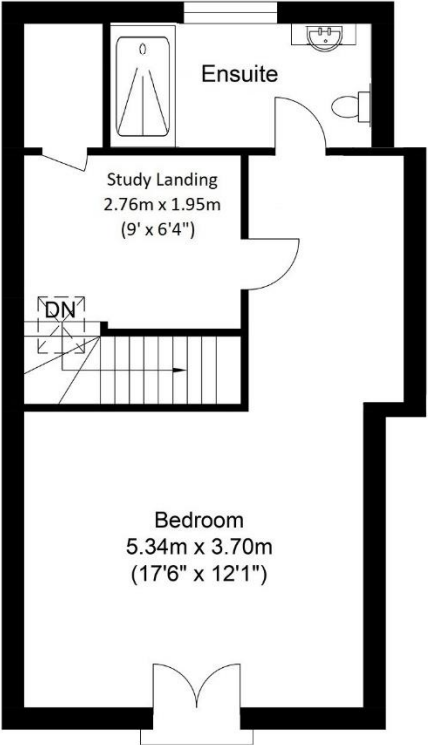 Ensuite
Study Landing
2.76m x 1.95m
(9' x 6'4")
DN
Bedroom
5.34m x 3.70m
(17'6" x 12'1")